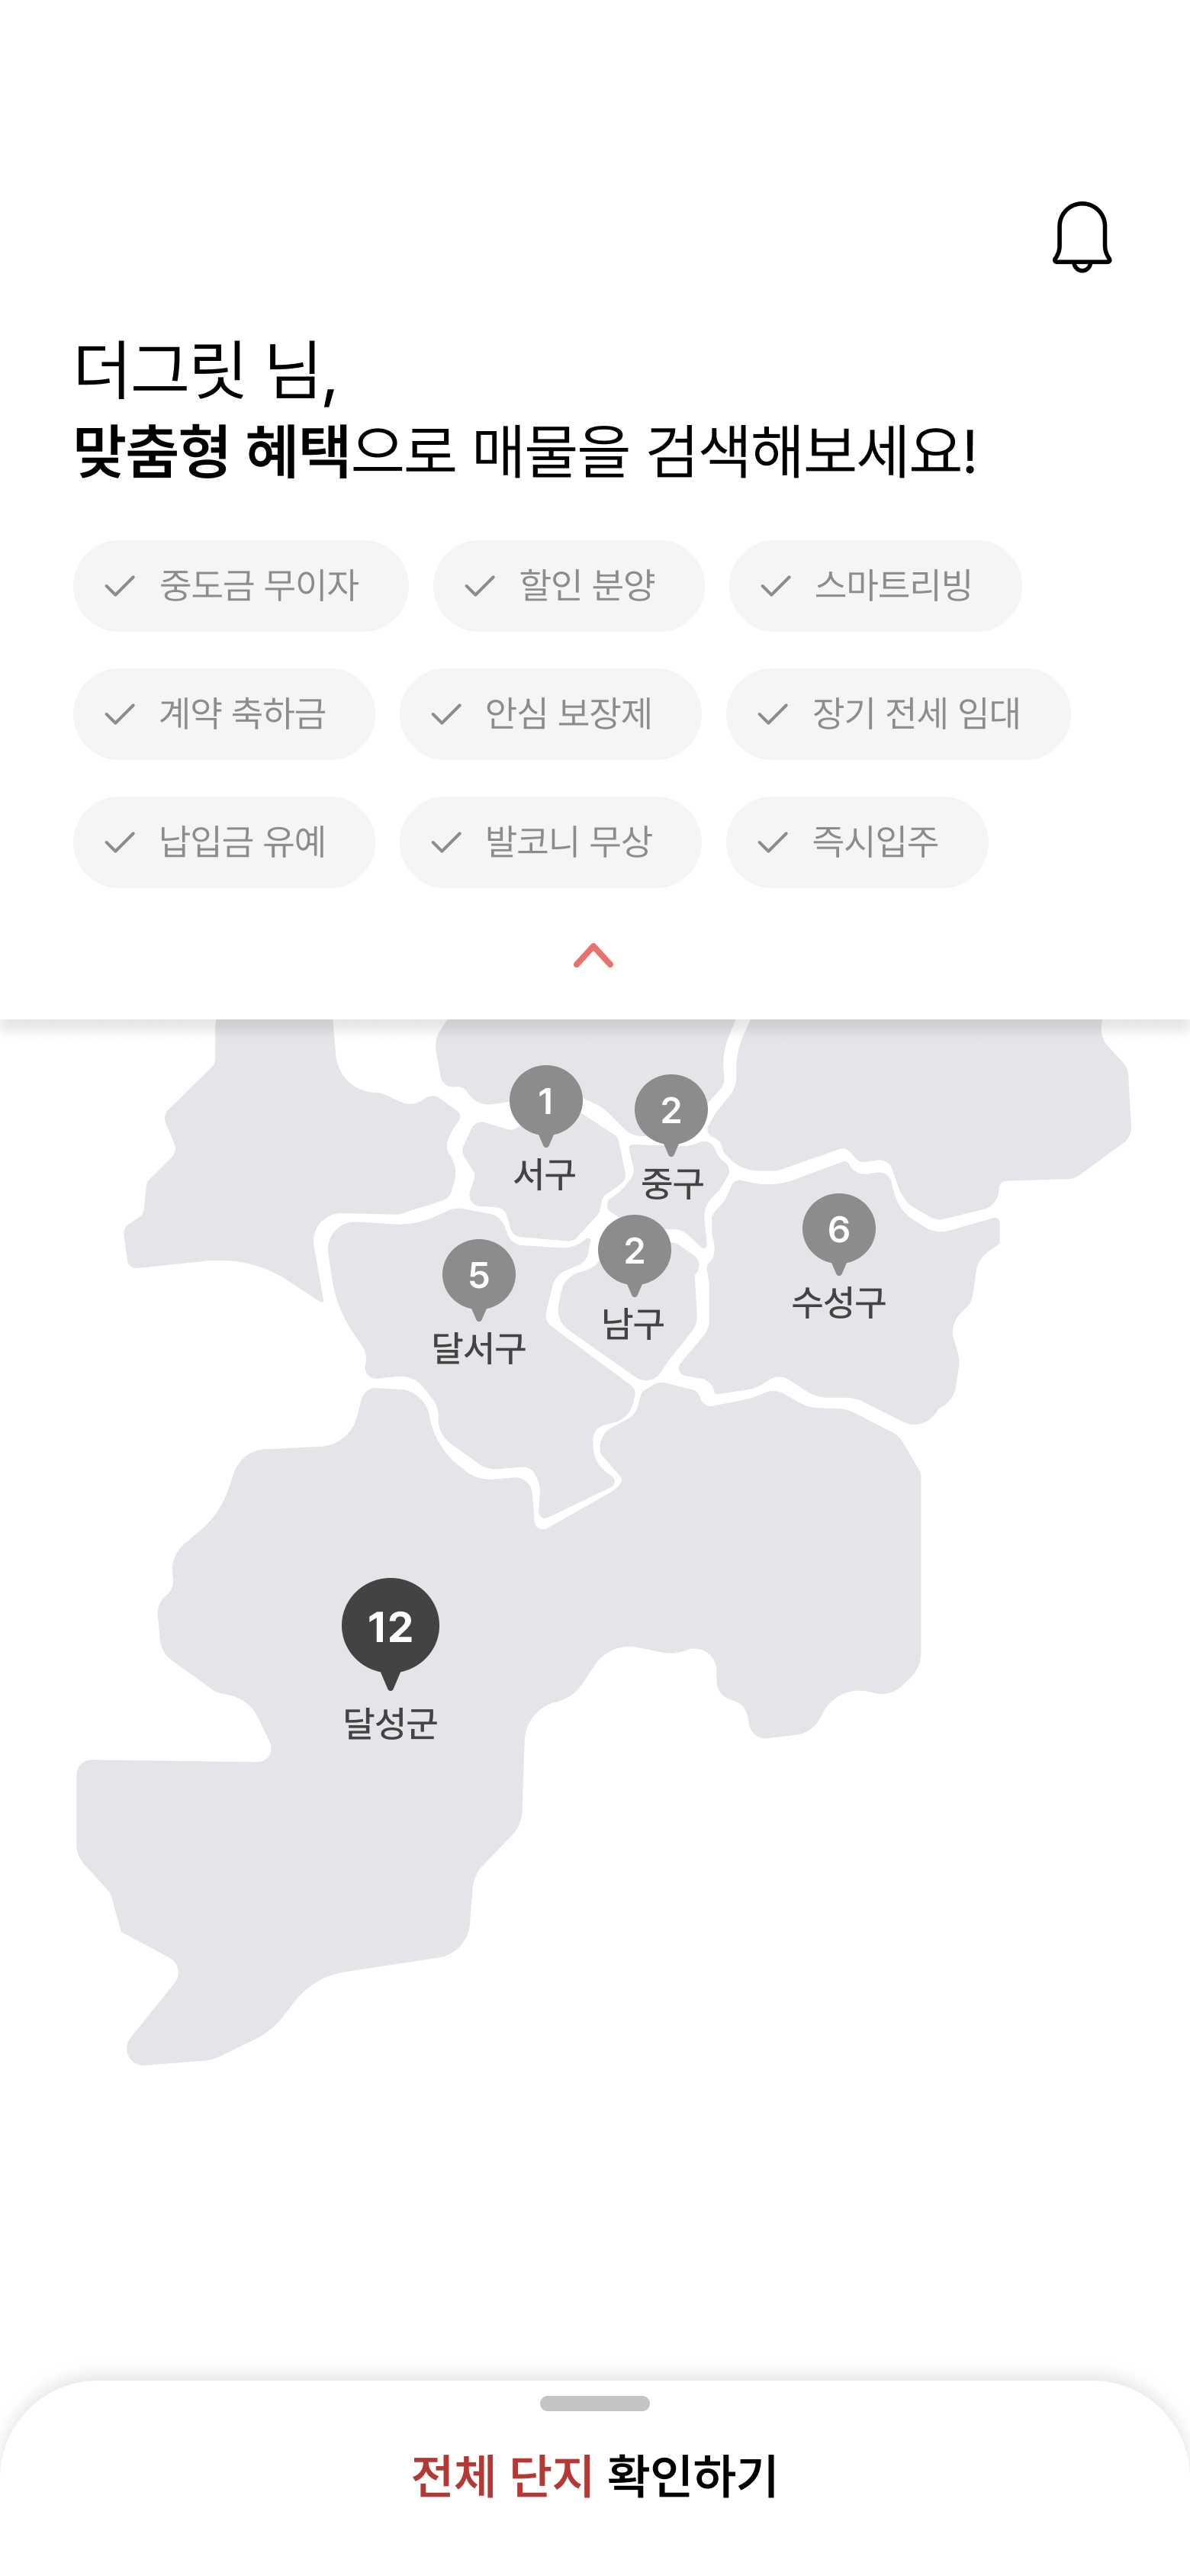 더그릿 님,
맞춤형 혜택으로 매물을 검색해보세요!
중도금 무이자
할인 분양
스마트리빙
계약 축하금
안심 보장제
장기 전세 임대
납입금 유예
발코니 무상
즉시입주
1
서구
2
중구
6
수성구
2
남구
5
달서구
12
달성군
전체 단지 확인하기